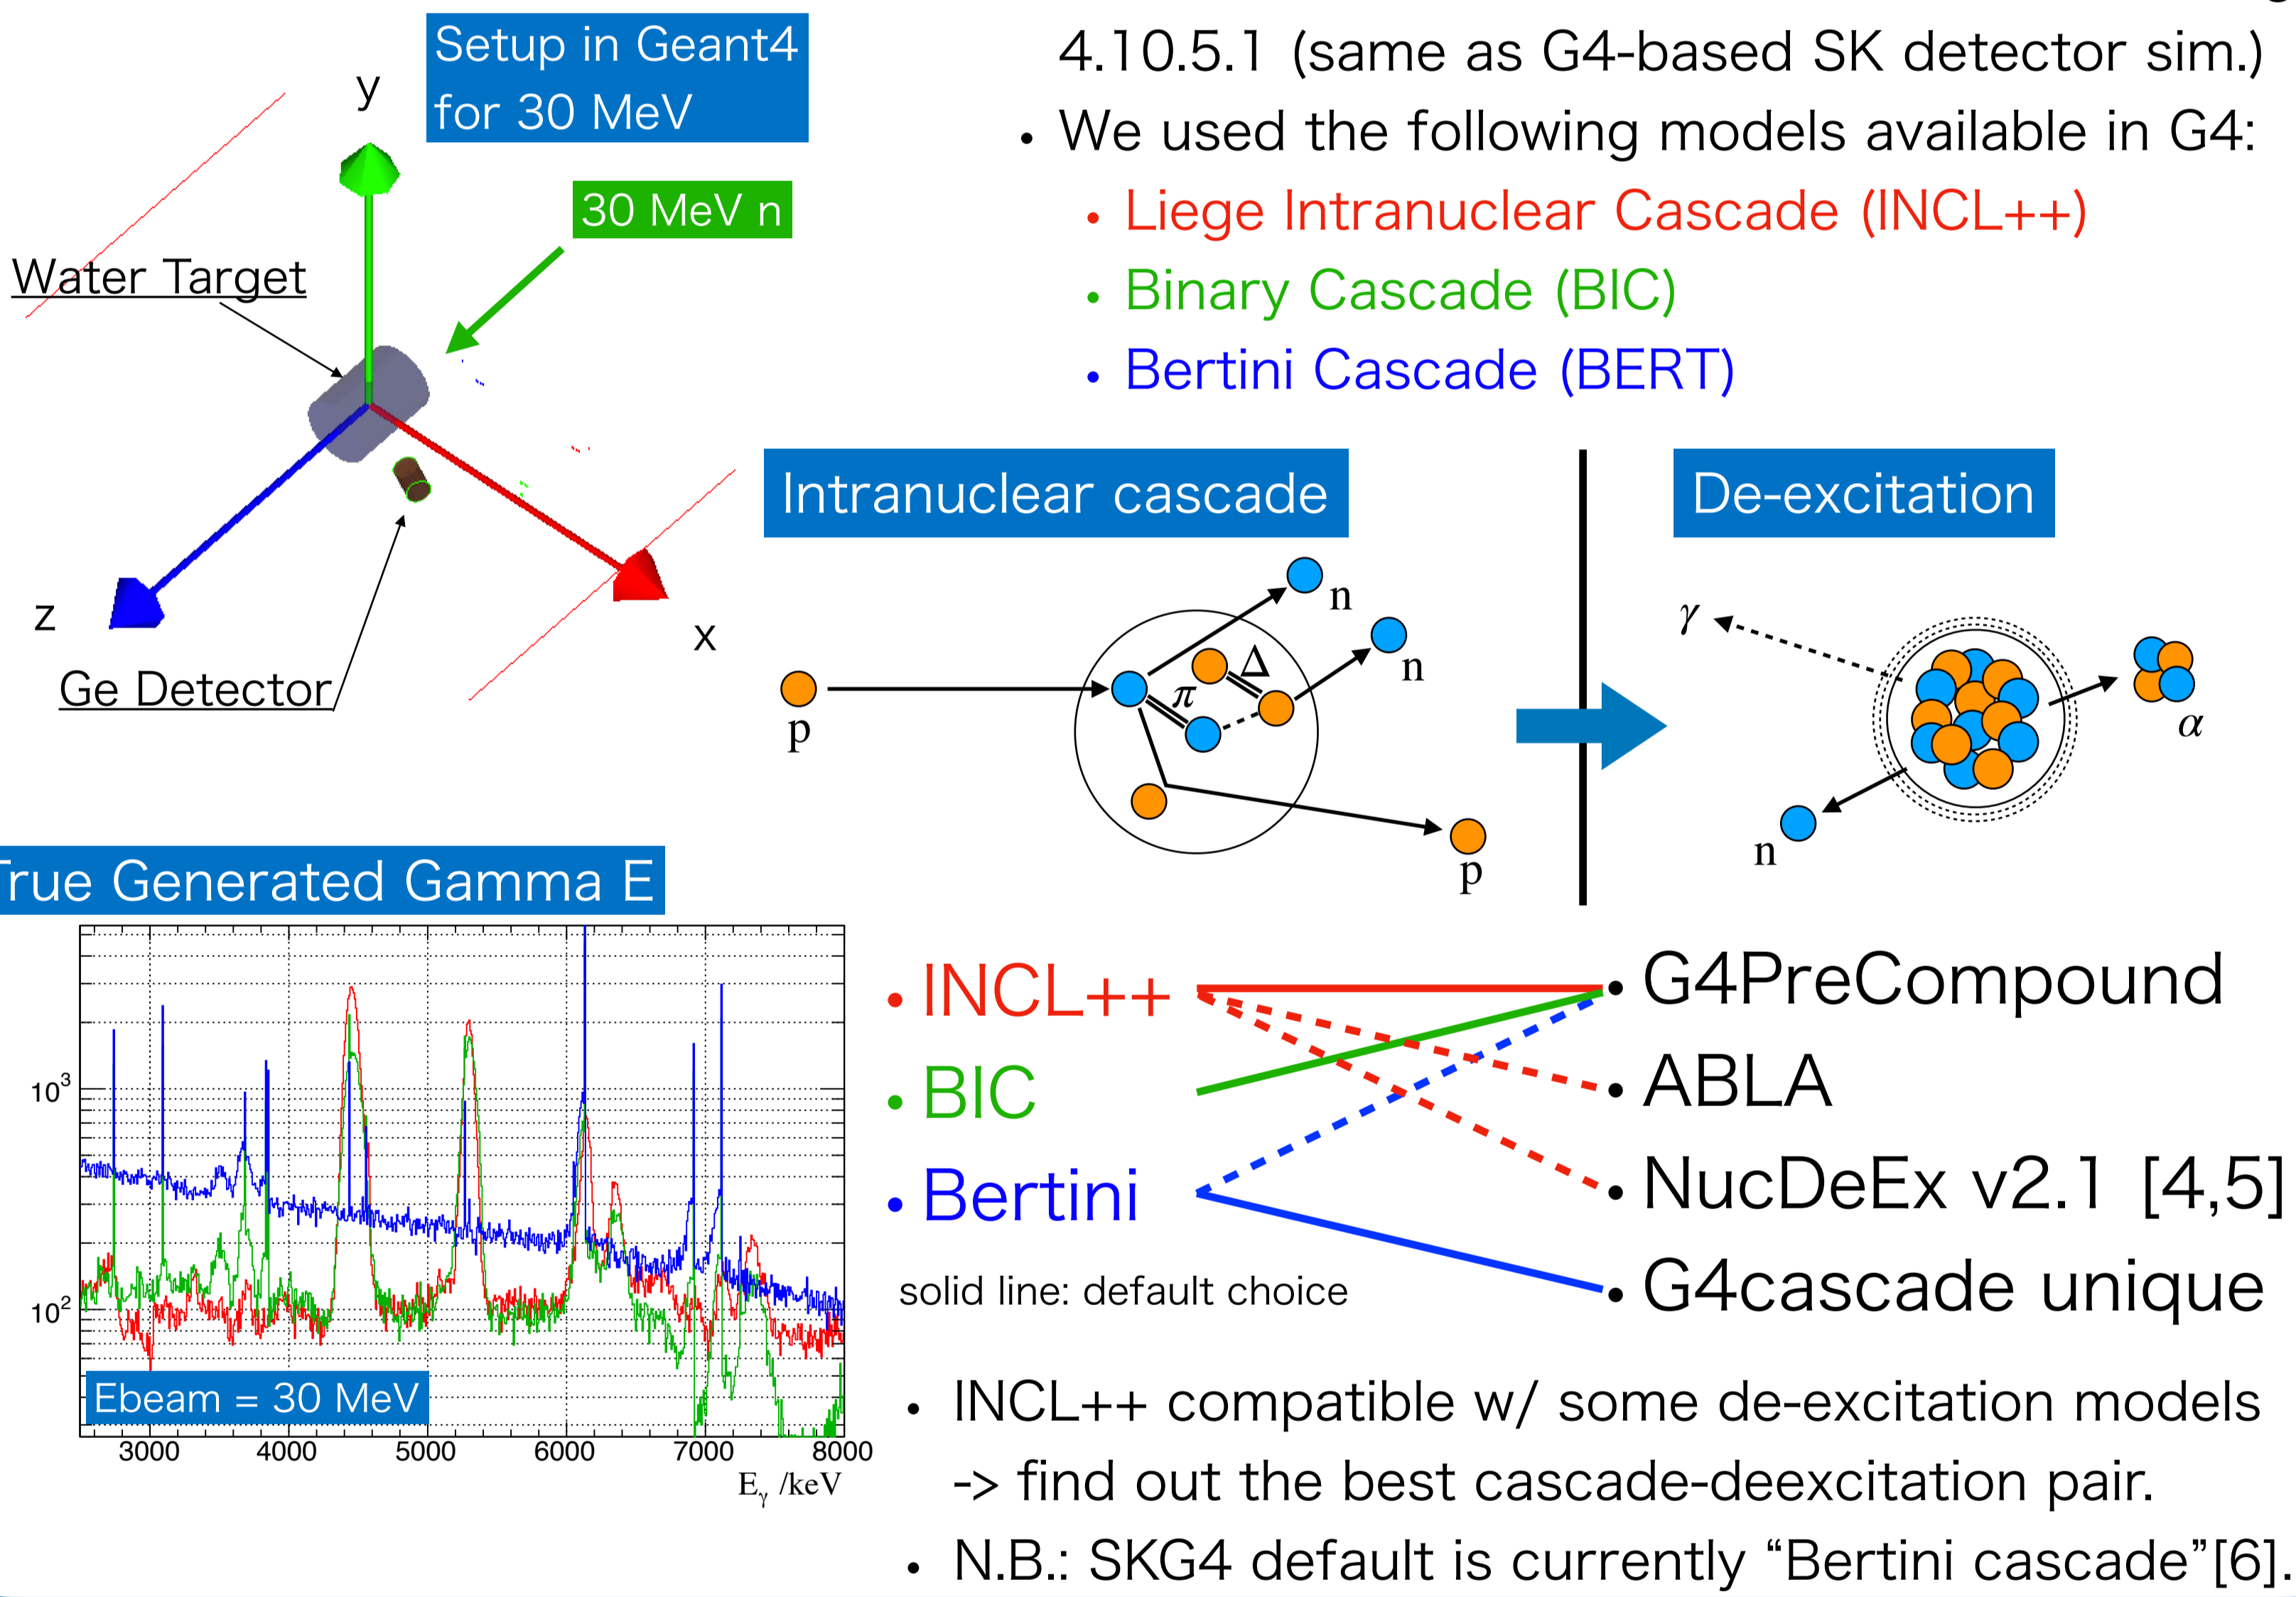 Setup in Geant4
for 30 MeV
y
30 MeV n
Water Target
z
x
Ge Detector
4.10.5.1 (same as G4-based SK detector sim.)
• We used the following models available in G4:
• Liege Intranuclear Cascade (INCL++)
• Binary Cascade (BIC)
• Bertini Cascade (BERT)
Intranuclear cascade
p
n
n
Δ
π
p
De-excitation
γ
α
n
True Generated Gamma E
10³
10²
Ebeam = 30 MeV
3000 4000 5000 6000 7000 8000
Eγ /keV
• INCL++
• BIC
• Bertini
solid line: default choice
• G4PreCompound
• ABLA
• NucDeEx v2.1 [4,5]
• G4cascade unique
• INCL++ compatible w/ some de-excitation models
-> find out the best cascade-deexcitation pair.
• N.B.: SKG4 default is currently “Bertini cascade”[6].